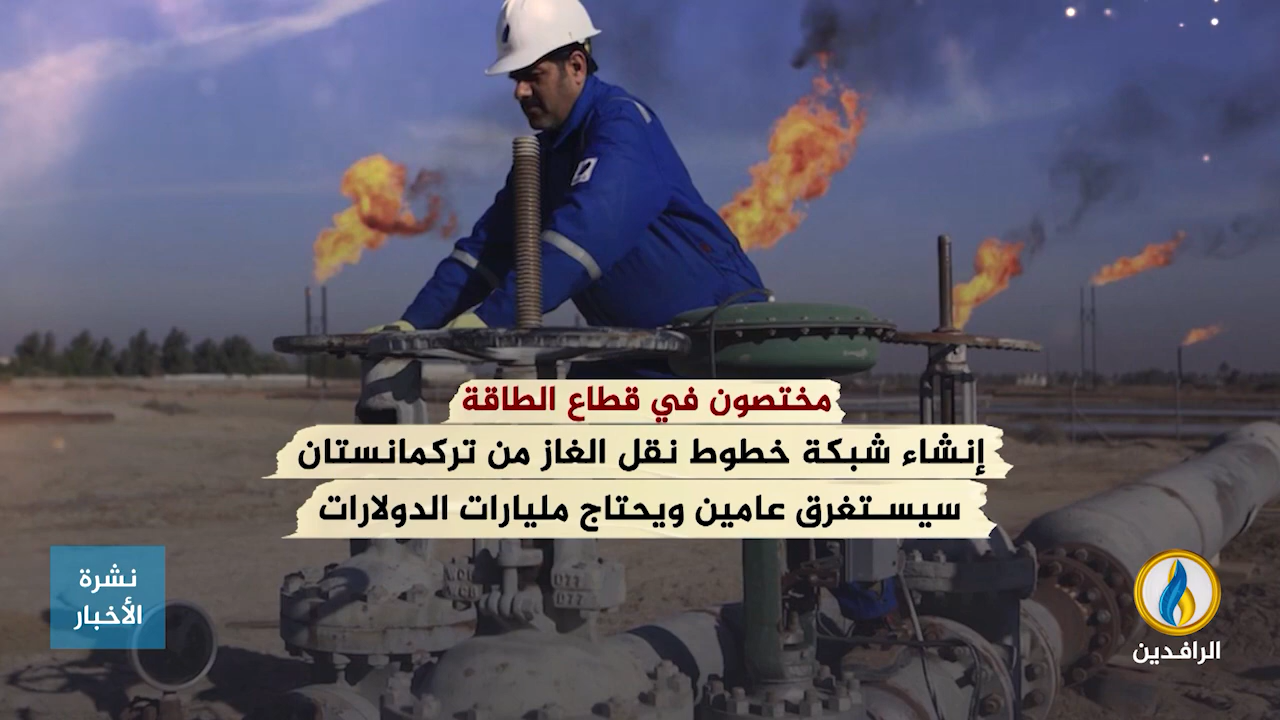 مختصون في قطاع الطاقة
إنشاء شبكة خطوط نقل الغاز من تركمانستان
سيستغرق عامين ويحتاج مليارات الدولارات
نشرة
الأخبار
الرافدين